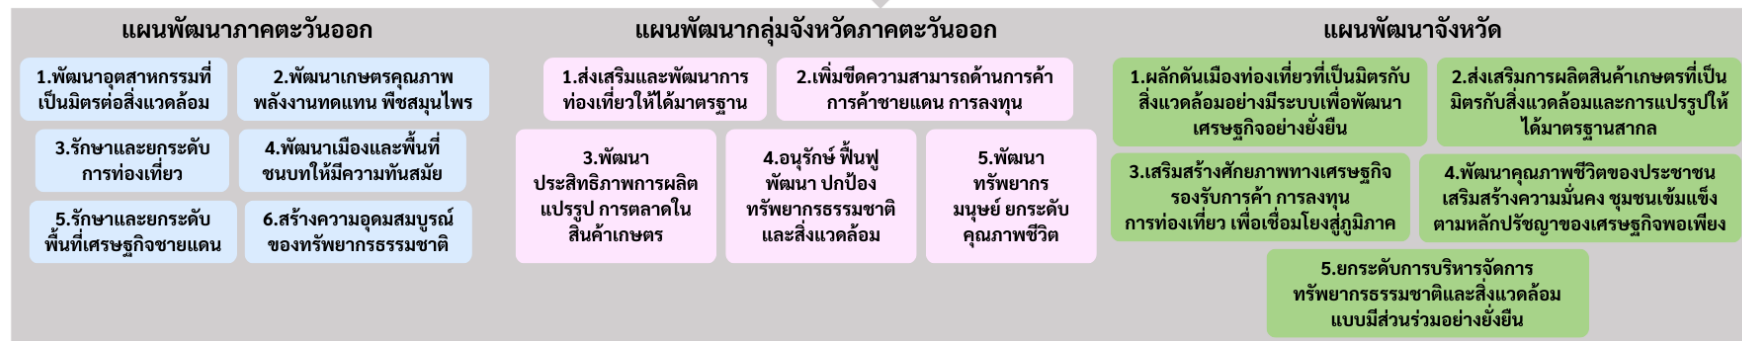 แผนพัฒนาภาคตะวันออก
1.พัฒนาอุตสาหกรรมที่
เป็นมิตรต่อสิ่งแวดล้อม
2.พัฒนาเกษตรคุณภาพ
พลังงานทดแทน พืชสมุนไพร
3.รักษาและยกระดับ
การท่องเที่ยว
4.พัฒนาเมืองและพื้นที่
ชนบทให้มีความทันสมัย
5.รักษาและยกระดับ
พื้นที่เศรษฐกิจชายแดน
6.สร้างความอุดมสมบูรณ์
ของทรัพยากรธรรมชาติ
แผนพัฒนากลุ่มจังหวัดภาคตะวันออก
1.ส่งเสริมและพัฒนาการ
ท่องเที่ยวให้ได้มาตรฐาน
2.เพิ่มขีดความสามารถด้านการค้า
การค้าชายแดน การลงทุน
3.พัฒนา
ประสิทธิภาพการผลิต
แปรรูป การตลาดใน
สินค้าเกษตร
4.อนุรักษ์ ฟื้นฟู
พัฒนา ปกป้อง
ทรัพยากรธรรมชาติ
และสิ่งแวดล้อม
5.พัฒนา
ทรัพยากร
มนุษย์ ยกระดับ
คุณภาพชีวิต
แผนพัฒนาจังหวัด
1.ผลักดันเมืองท่องเที่ยวที่เป็นมิตรกับ
สิ่งแวดล้อมอย่างมีระบบเพื่อพัฒนา
เศรษฐกิจอย่างยั่งยืน
2.ส่งเสริมการผลิตสินค้าเกษตรที่เป็น
มิตรกับสิ่งแวดล้อมและการแปรรูปให้
ได้มาตรฐานสากล
3.เสริมสร้างศักยภาพทางเศรษฐกิจ
รองรับการค้า การลงทุน
การท่องเที่ยว เพื่อเชื่อมโยงสู่ภูมิภาค
4.พัฒนาคุณภาพชีวิตของประชาชน
เสริมสร้างความมั่นคง ชุมชนเข้มแข็ง
ตามหลักปรัชญาของเศรษฐกิจพอเพียง
5.ยกระดับการบริหารจัดการ
ทรัพยากรธรรมชาติและสิ่งแวดล้อม
แบบมีส่วนร่วมอย่างยั่งยืน